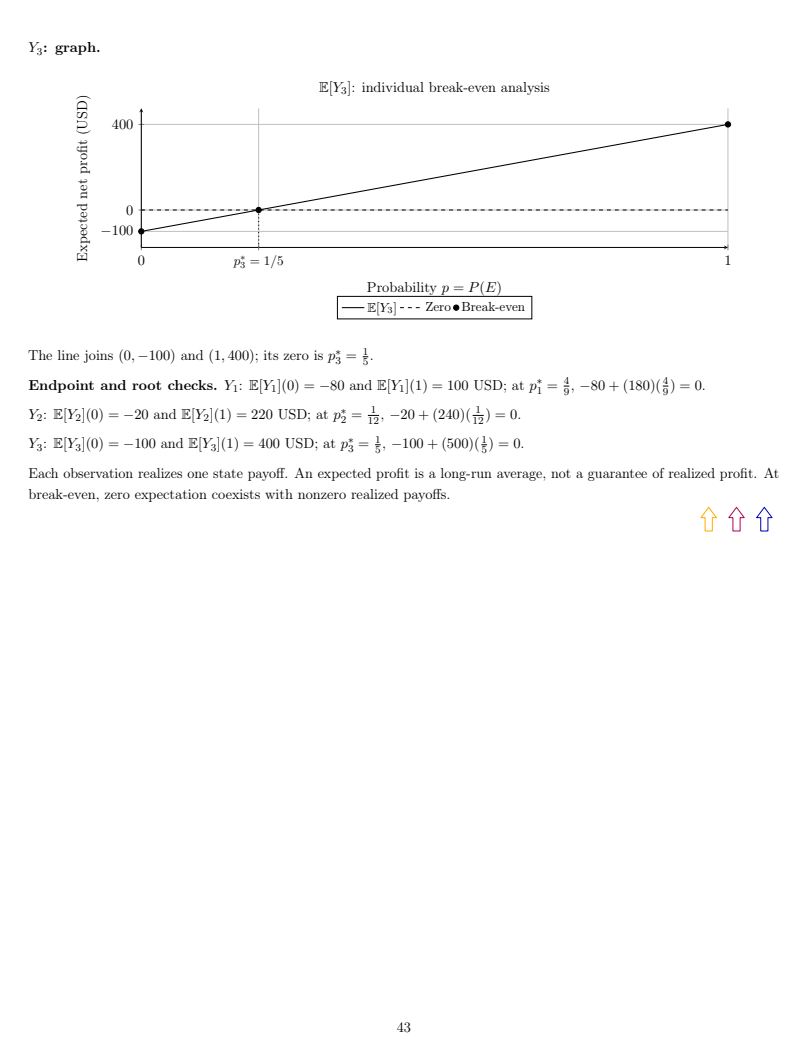 Y₃: graph.
𝔼[Y₃]: individual break-even analysis
Expected net profit (USD)
400
0
−100
0
p₃* = 1/5
1
Probability p = P(E)
𝔼[Y₃] Zero Break-even
The line joins (0, −100) and (1, 400); its zero is p₃* = 1/5.
Endpoint and root checks. Y₁: 𝔼[Y₁](0) = −80 and 𝔼[Y₁](1) = 100 USD; at p₁* = 4/9, −80 + (180)(4/9) = 0.
Y₂: 𝔼[Y₂](0) = −20 and 𝔼[Y₂](1) = 220 USD; at p₂* = 1/12, −20 + (240)(1/12) = 0.
Y₃: 𝔼[Y₃](0) = −100 and 𝔼[Y₃](1) = 400 USD; at p₃* = 1/5, −100 + (500)(1/5) = 0.
Each observation realizes one state payoff. An expected profit is a long-run average, not a guarantee of realized profit. At
break-even, zero expectation coexists with nonzero realized payoffs.
43